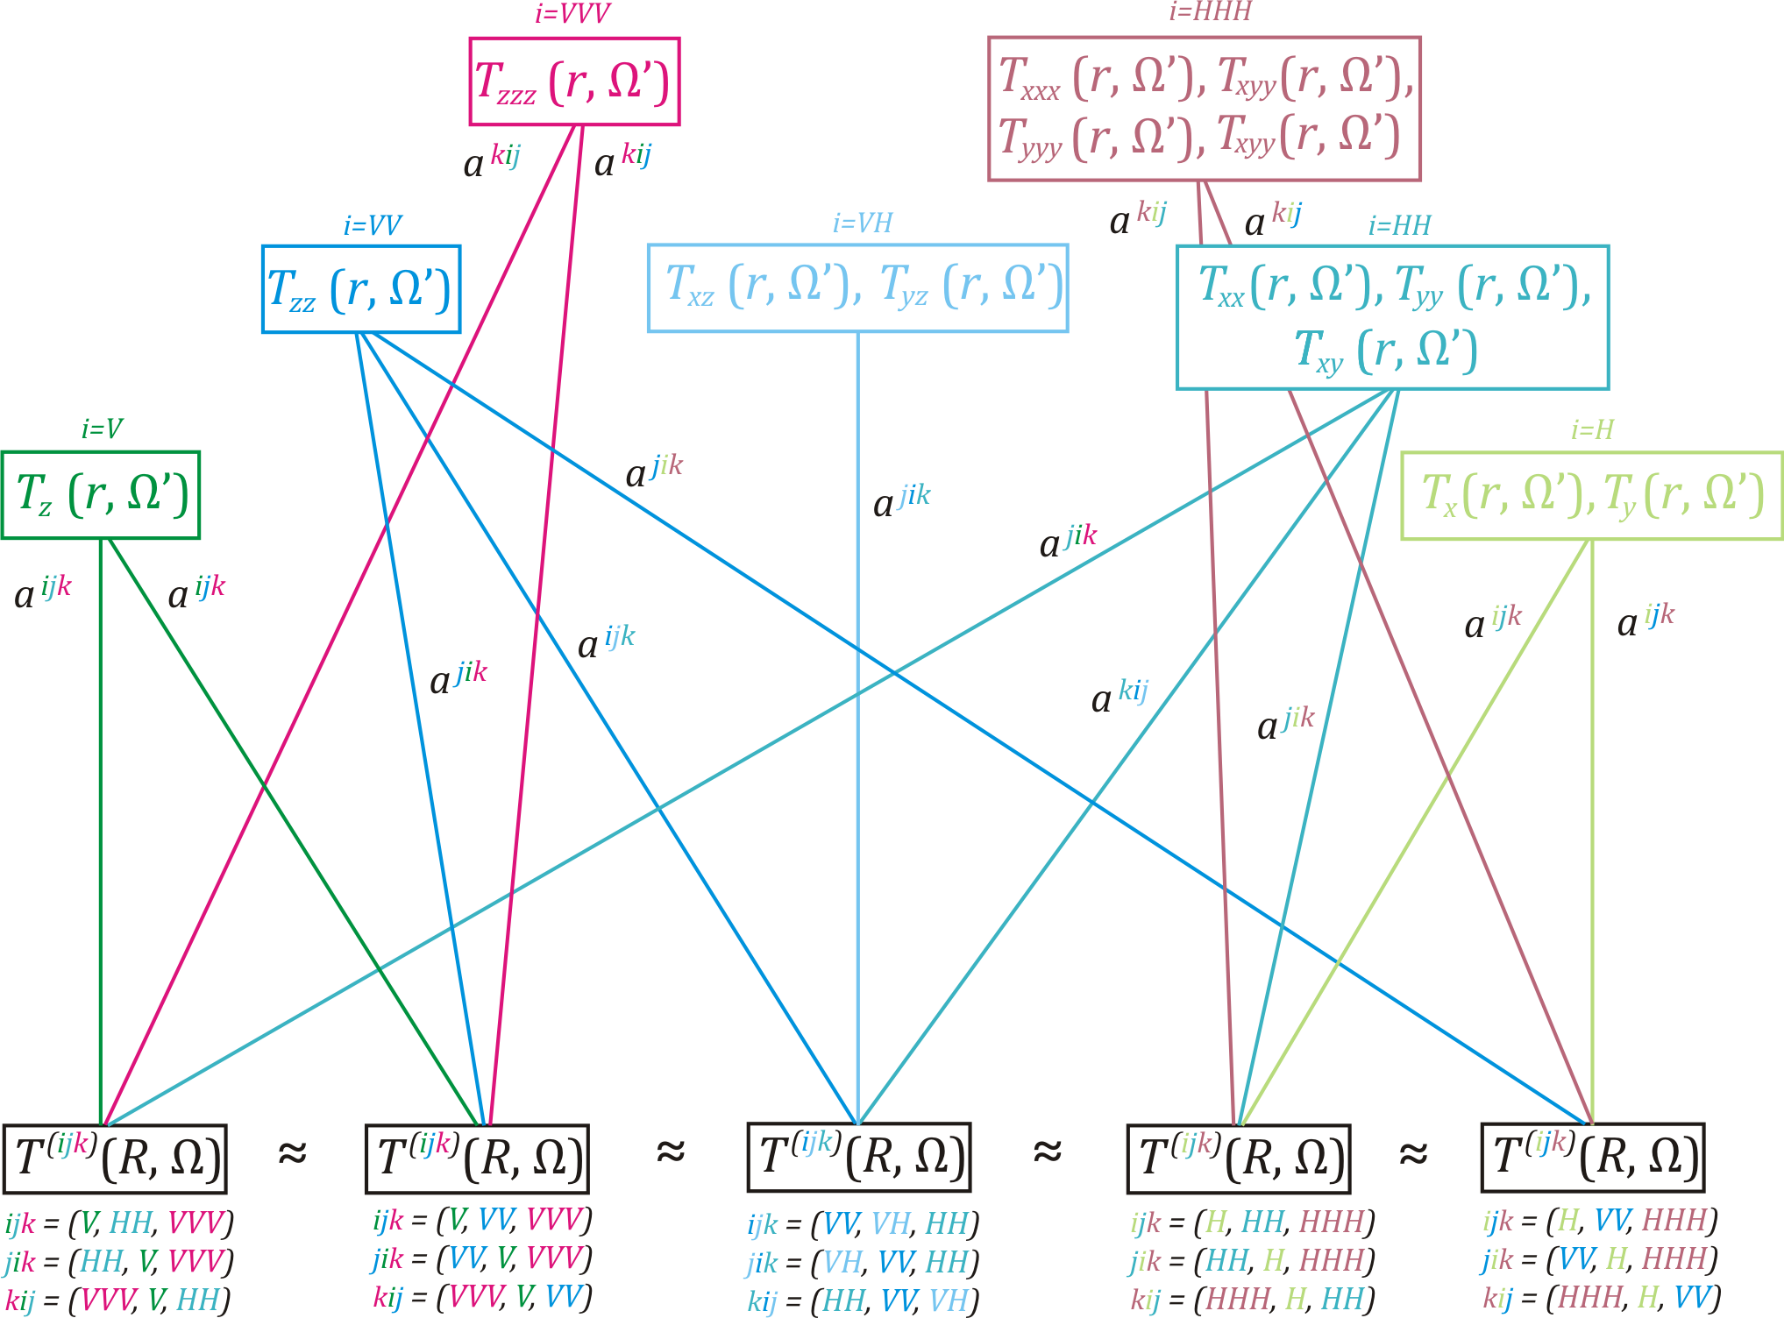 i=VVV
i=HHH
T_zzz (r, Ω’)
T_xxx (r, Ω’), T_xyy (r, Ω’),
T_yyy (r, Ω’), T_xyy (r, Ω’)
a^kij
a^kij
a^kij
a^kij
i=VV
i=VH
i=HH
T_zz (r, Ω’)
T_xz (r, Ω’), T_yz (r, Ω’)
T_xx (r, Ω’), T_yy (r, Ω’),
T_xy (r, Ω’)
i=V
i=H
T_z (r, Ω’)
T_x (r, Ω’), T_y (r, Ω’)
a^jik
a^jik
a^jik
a^ijk
a^ijk
a^ijk
a^ijk
a^ijk
a^jik
a^kij
a^jik
T^(ijk) (R, Ω) ≈ T^(ijk) (R, Ω) ≈ T^(ijk) (R, Ω) ≈ T^(ijk) (R, Ω) ≈ T^(ijk) (R, Ω)
ijk = (V, HH, VVV)
jik = (HH, V, VVV)
kij = (VVV, V, HH)
ijk = (V, VV, VVV)
jik = (VV, V, VVV)
kij = (VVV, V, VV)
ijk = (VV, VH, HH)
jik = (VH, VV, HH)
kij = (HH, VV, VH)
ijk = (H, HH, HHH)
jik = (HH, H, HHH)
kij = (HHH, H, HH)
ijk = (H, VV, HHH)
jik = (VV, H, HHH)
kij = (HHH, H, VV)